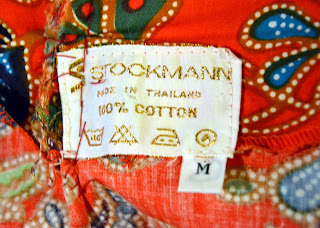 STOCKMANN
MADE IN THAILAND
100% COTTON
M